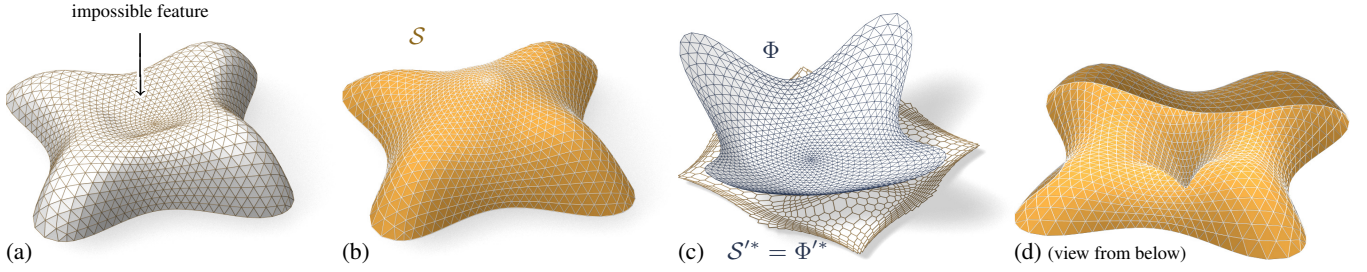 impossible feature
𝒮
Φ
(a)
(b)
(c) 𝒮′* = Φ′*
(d) (view from below)